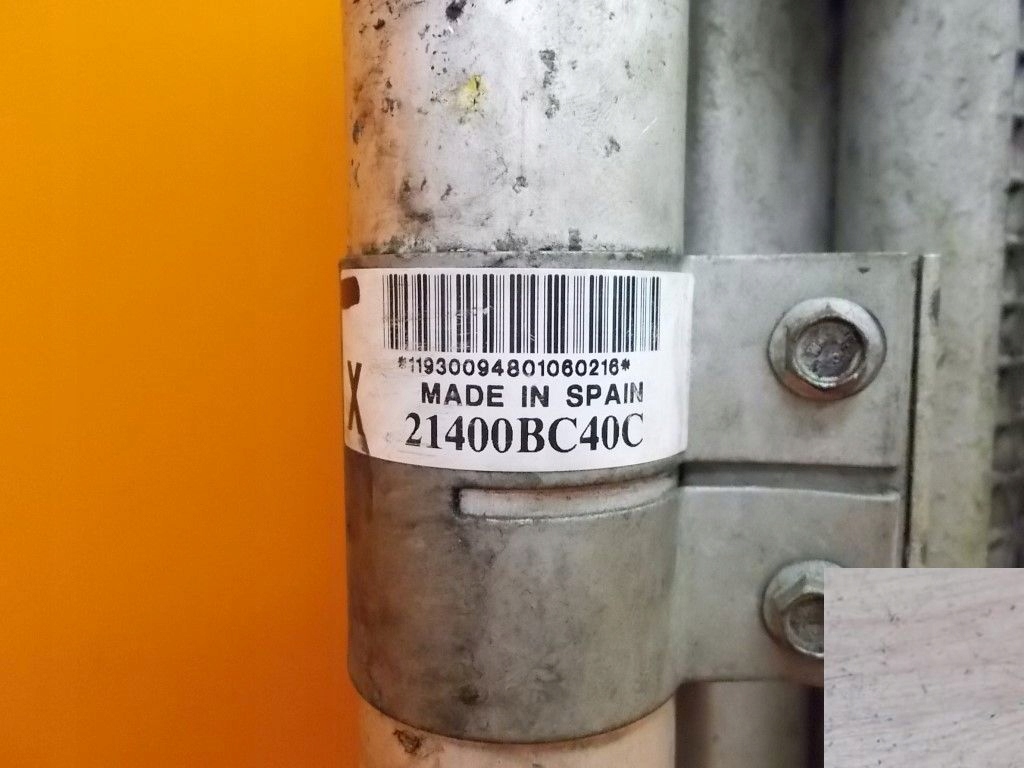 *11930094801060216*
MADE IN SPAIN
21400BC40C
X